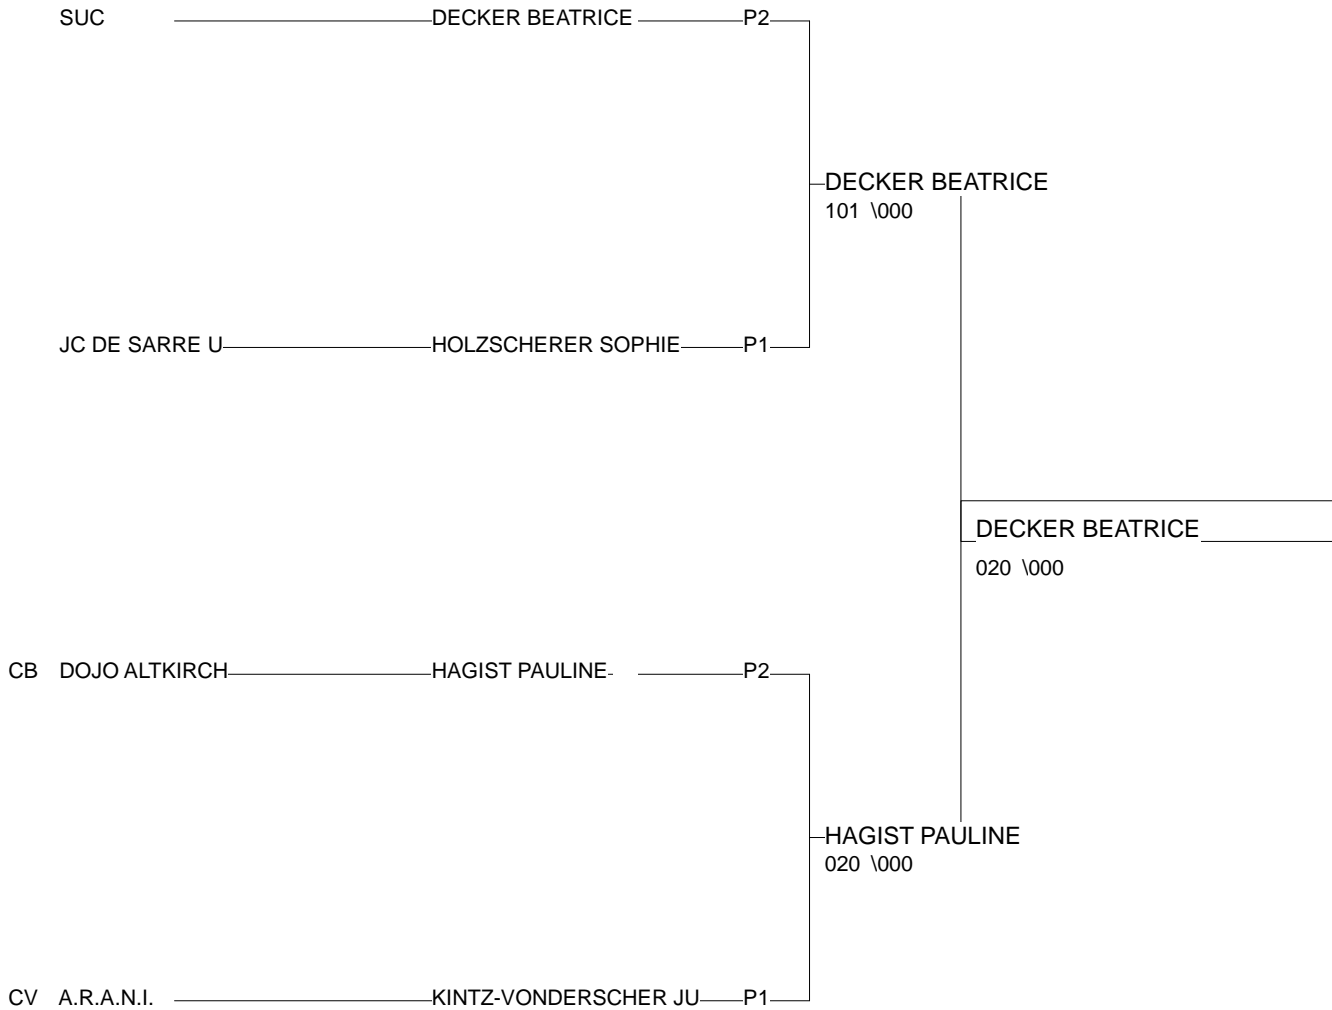 SUC DECKER BEATRICE P2
DECKER BEATRICE
101 \000
JC DE SARRE U HOLZSCHERER SOPHIE P1
DECKER BEATRICE
020 \000
CB DOJO ALTKIRCH HAGIST PAULINE P2
HAGIST PAULINE
020 \000
CV A.R.A.N.I. KINTZ-VONDERSCHER JU P1